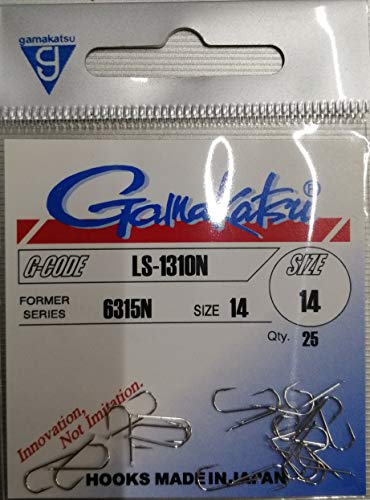 gamakatsu
g
Gamakatsu®
G-CODE LS-1310N SIZE
FORMER SERIES 6315N SIZE 14 14
Qty. 25
Innovation,
Not Imitation.
HOOKS MADE IN JAPAN